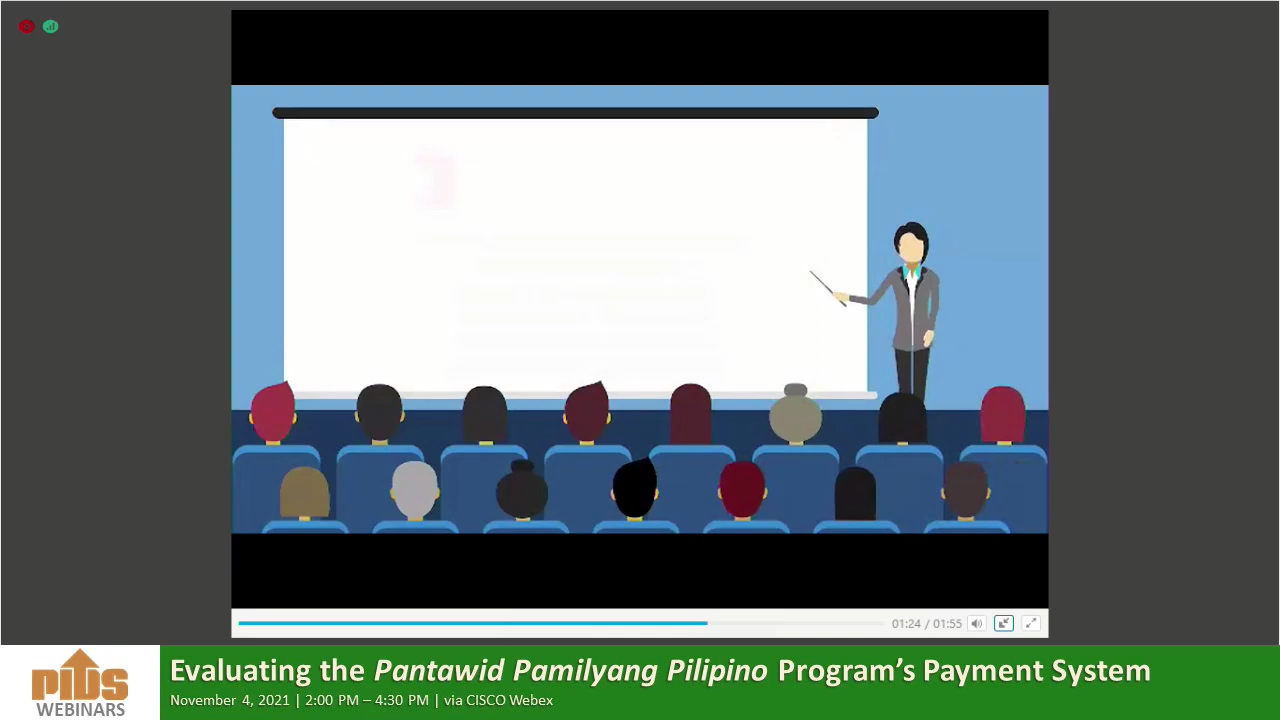 01:24 / 01:55
PIDS
WEBINARS
Evaluating the Pantawid Pamilyang Pilipino Program's Payment System
November 4, 2021 | 2:00 PM – 4:30 PM | via CISCO Webex